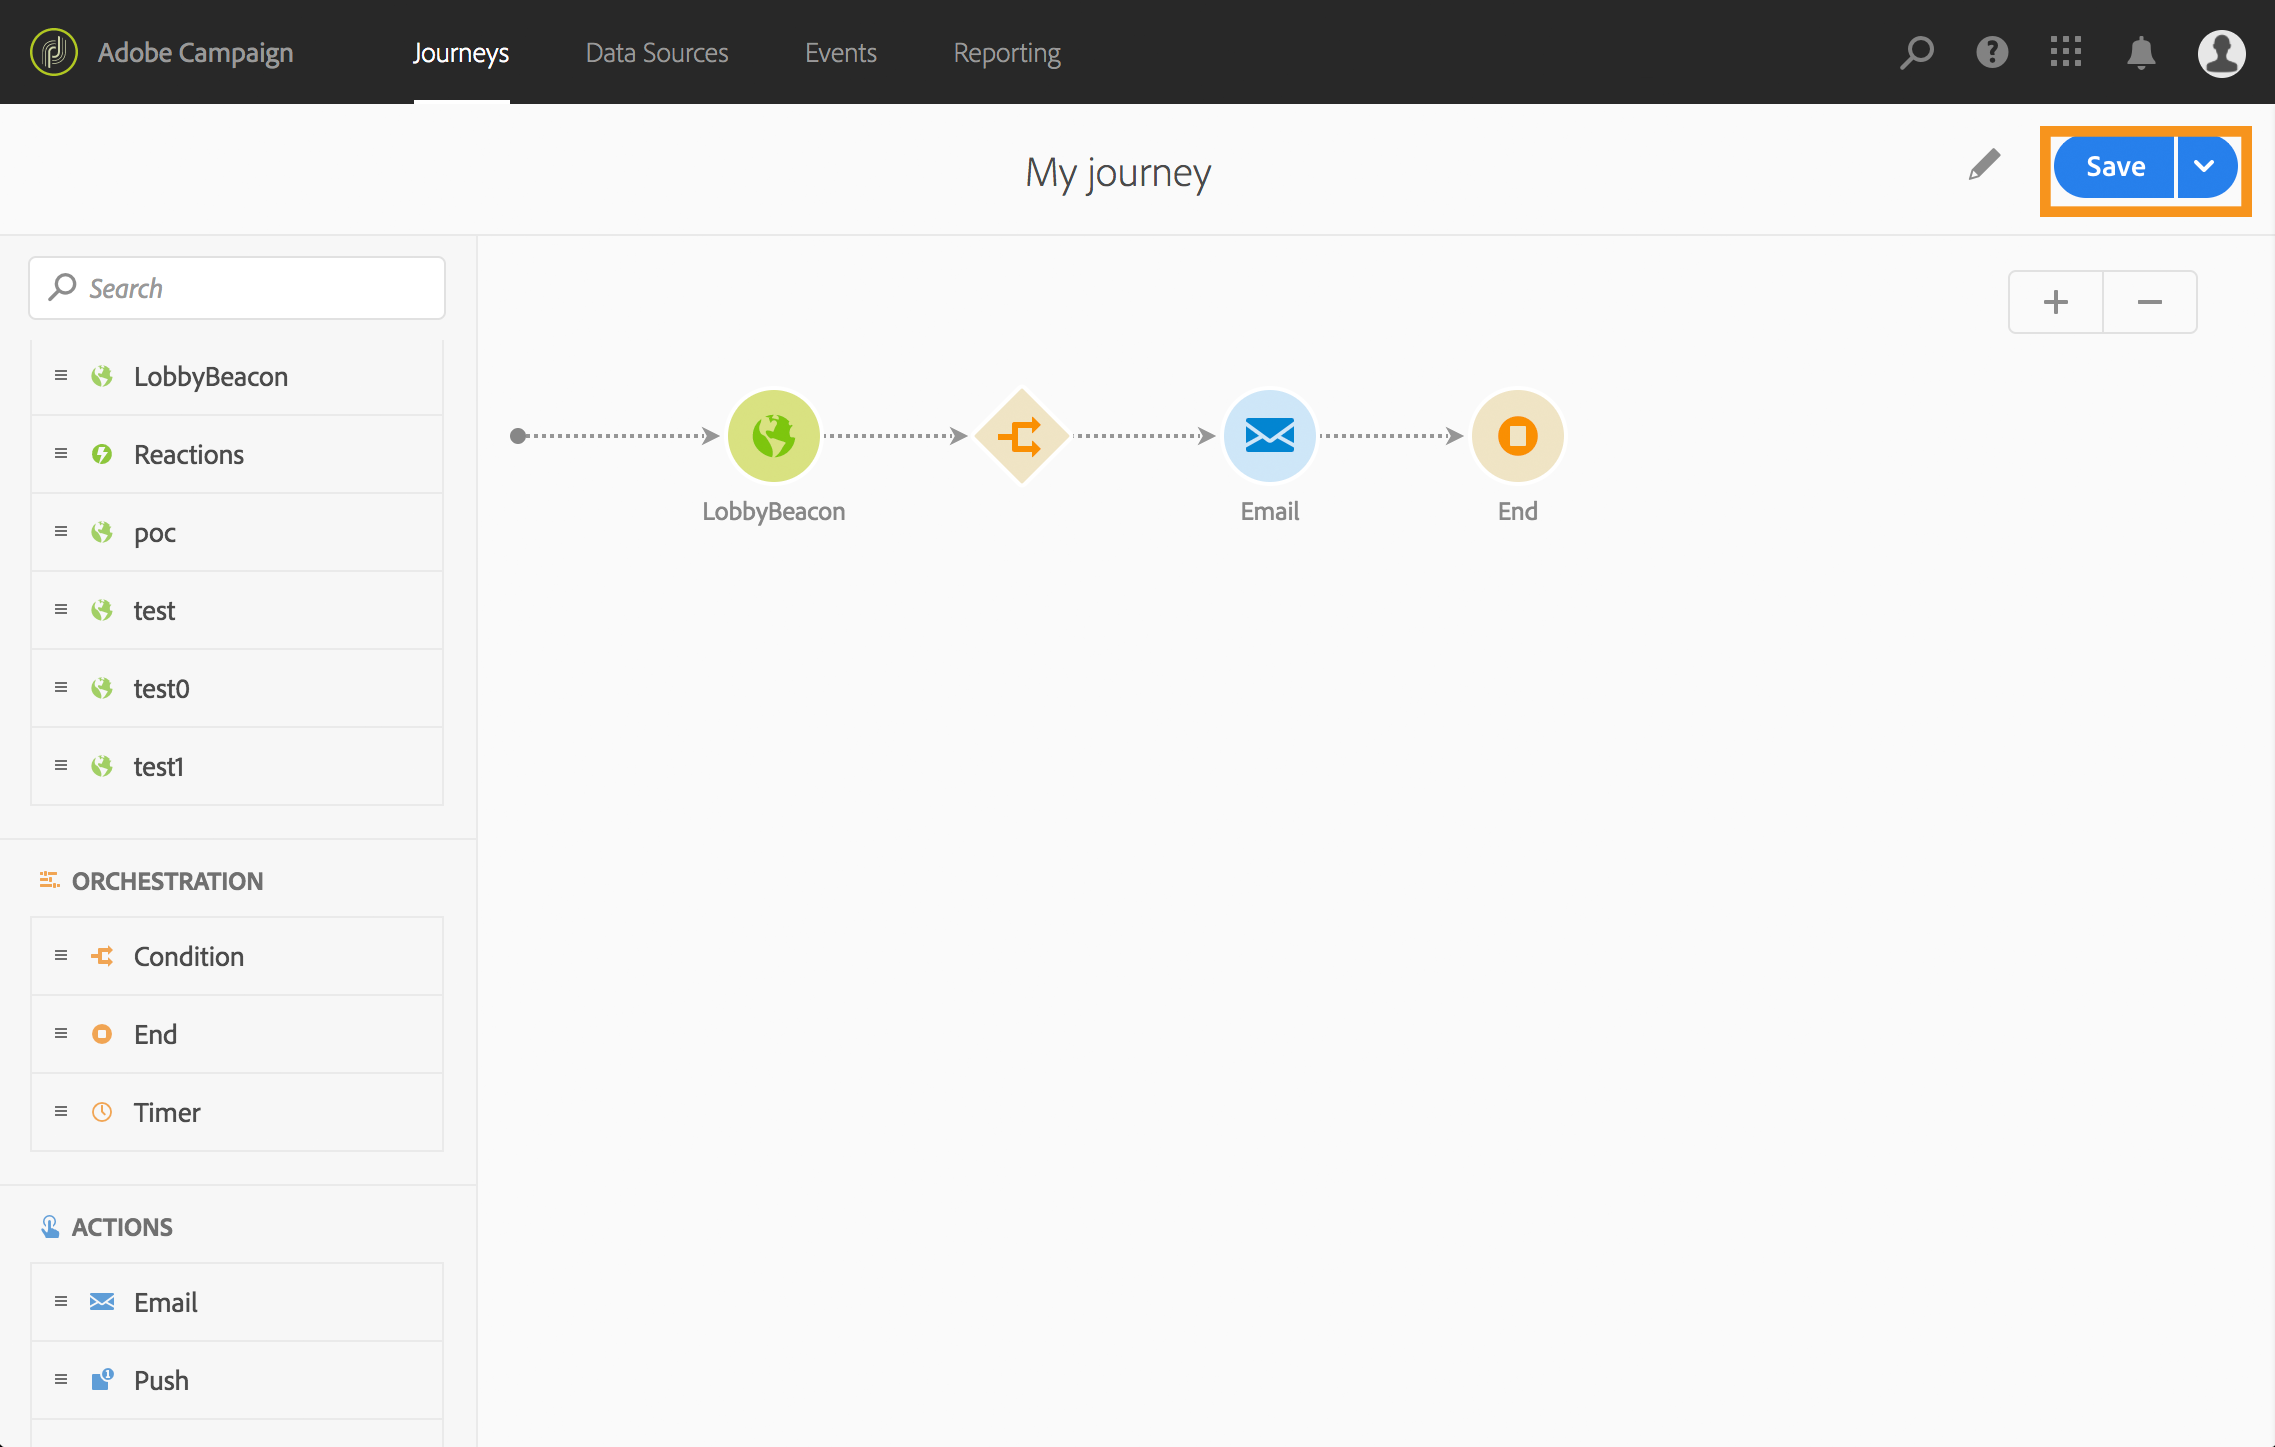 Adobe Campaign
Journeys
Data Sources
Events
Reporting
My journey
Save
Search
LobbyBeacon
Reactions
poc
test
test0
test1
ORCHESTRATION
Condition
End
Timer
ACTIONS
Email
1
Push
LobbyBeacon
Email
End